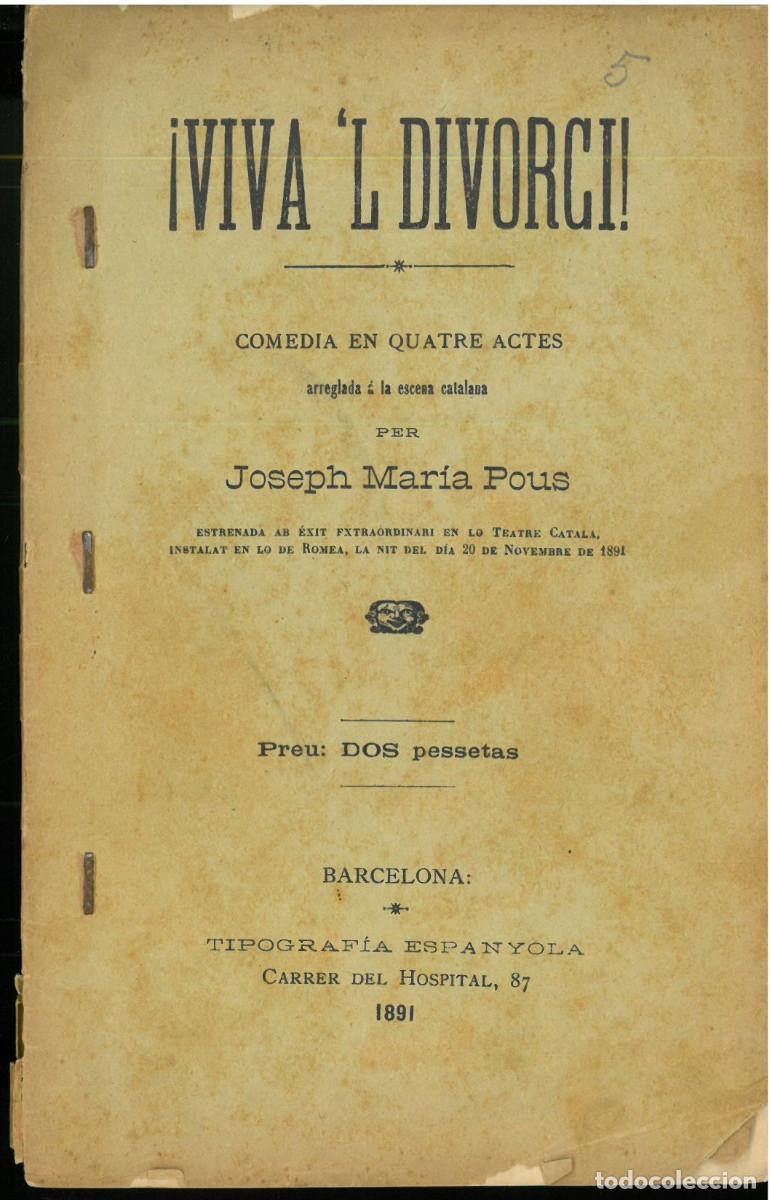 5
¡VIVA 'L DIVORCI!
COMEDIA EN QUATRE ACTES
arreglada á la escena catalana
PER
Joseph María Pous
ESTRENADA AB ÉXIT FXTRAORDINARI EN LO TEATRE CATALA,
INSTALAT EN LO DE ROMEA, LA NIT DEL DÍA 20 DE NOVEMBRE DE 1891
Preu: DOS pessetas
BARCELONA:
TIPOGRAFÍA ESPANYOLA
CARRER DEL HOSPITAL, 87
1891
todocoleccion